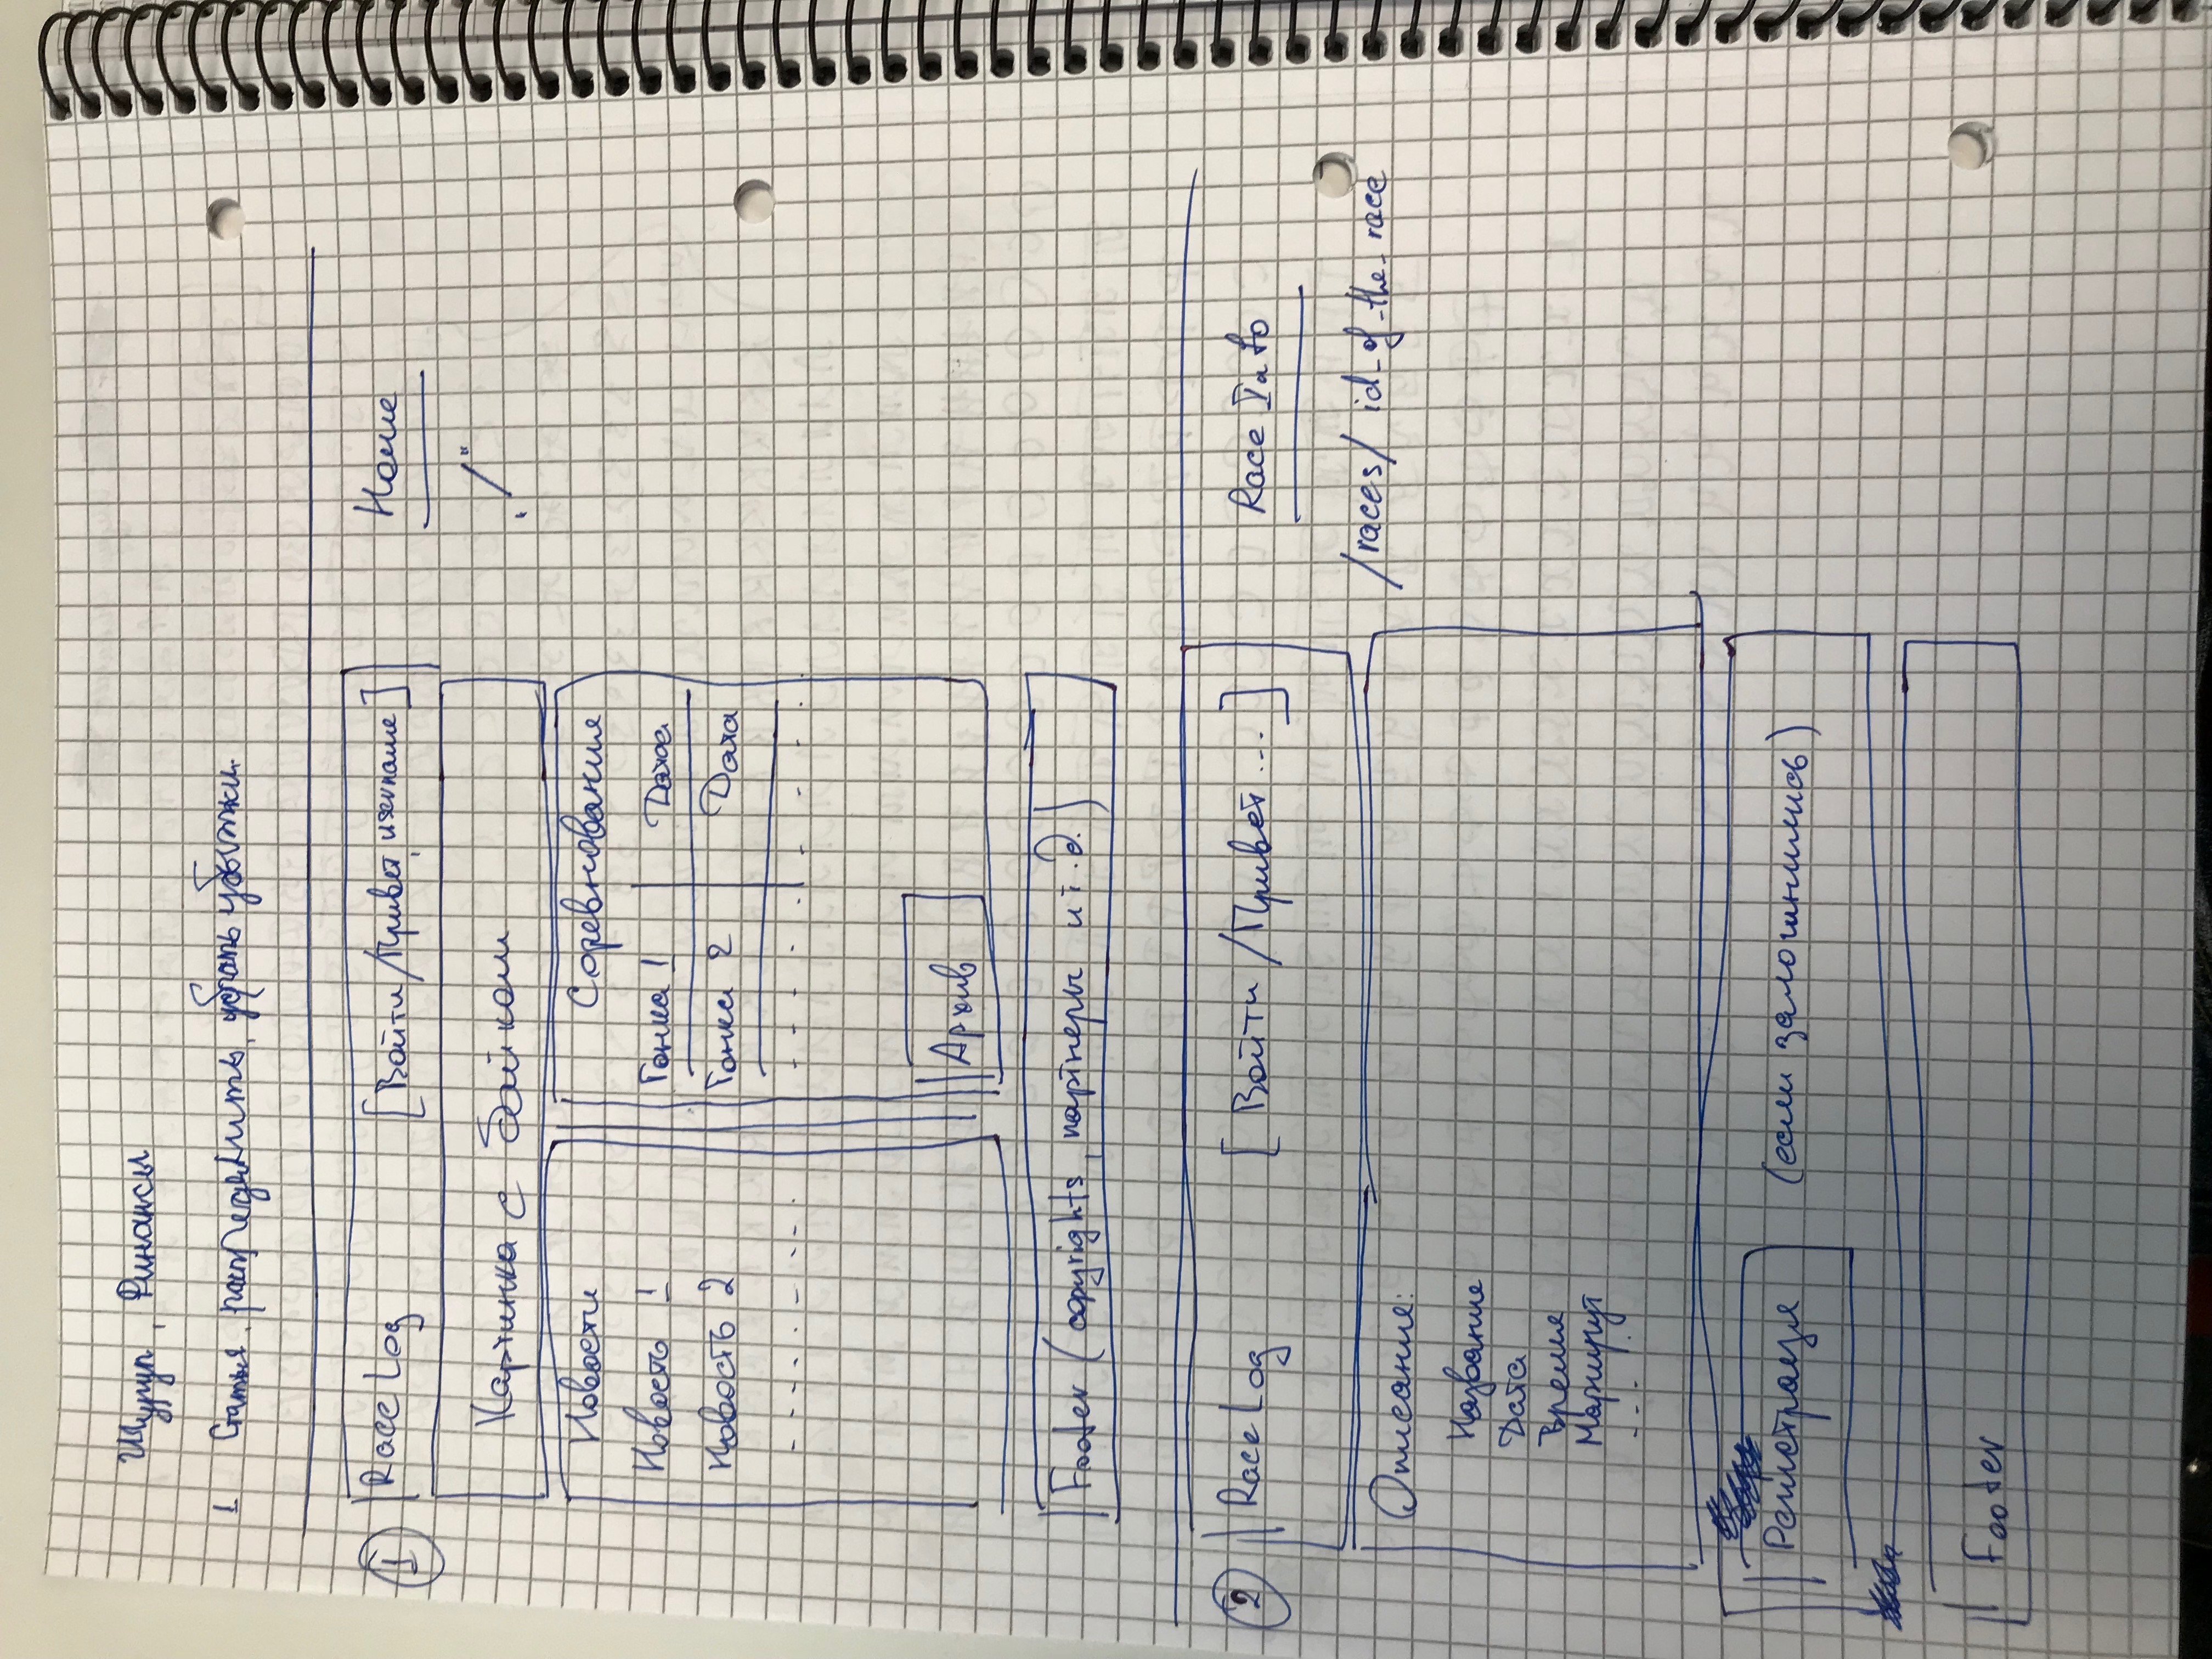 Шуруп, Финансы
1 Статья, распределить, убрать убытки.
1 Race Log [Войти/Привет, username] Home
Картинка с байком „/“
Новости Соревнования
Новость 1 Гонка 1 Дата
Новость 2 Гонка 2 Дата
Архив
Footer (copyrights, партнеры и т.д.)
2 Race Log [Войти/Привет...] Race Info
/races/id_of_the_race
Описание:
Название
Дата
Время
Маршрут
...
Регистрация (если залогинились)
Footer